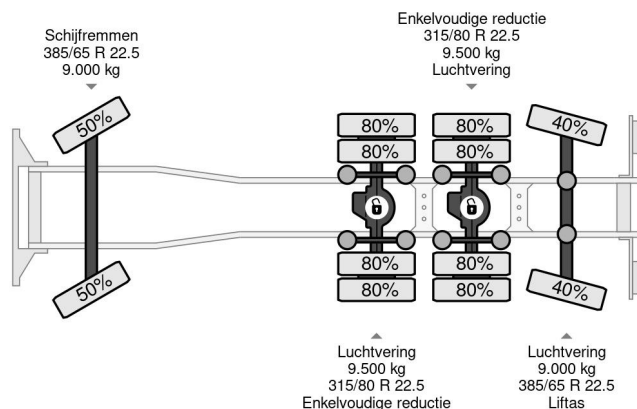 Enkelvoudige reductie
315/80 R 22.5
9.500 kg
Luchtvering
Schijfremmen
385/65 R 22.5
9.000 kg
50%
80%
80%
40%
80%
80%
50%
80%
80%
40%
80%
80%
Luchtvering
9.500 kg
315/80 R 22.5
Enkelvoudige reductie
Luchtvering
9.000 kg
385/65 R 22.5
Liftas